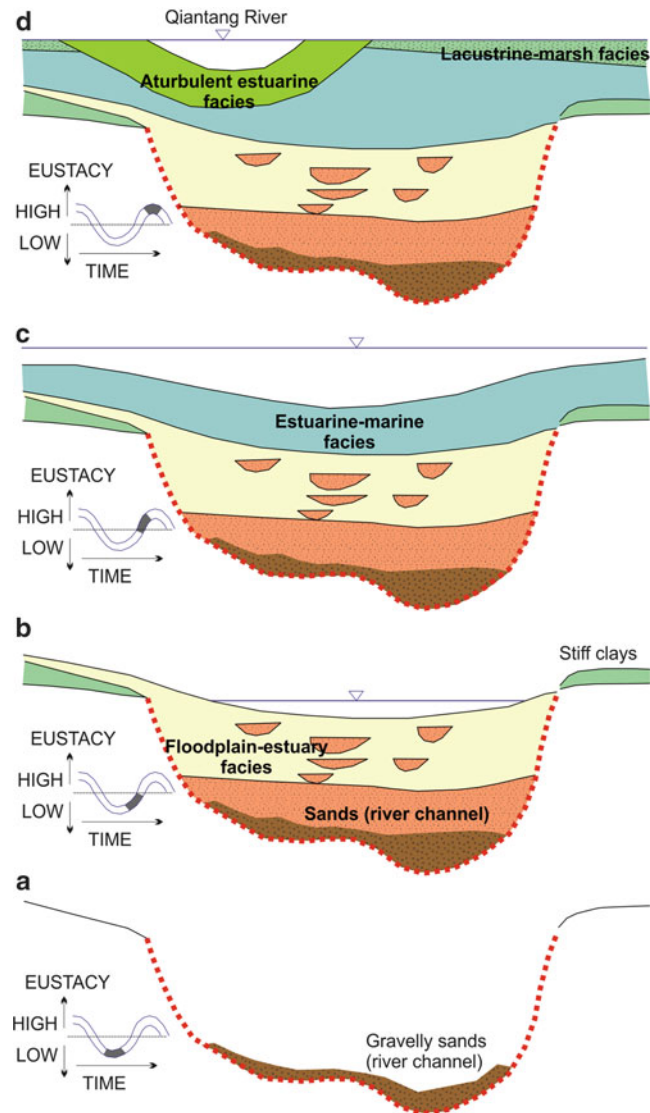 d
Qiantang River
Lacustrine-marsh facies
Aturbulent estuarine
facies
EUSTACY
HIGH
LOW
TIME
c
Estuarine-marine
facies
EUSTACY
HIGH
LOW
TIME
b
Stiff clays
EUSTACY
Floodplain-estuary
facies
HIGH
LOW
Sands (river channel)
TIME
a
EUSTACY
HIGH
LOW
Gravelly sands
(river channel)
TIME